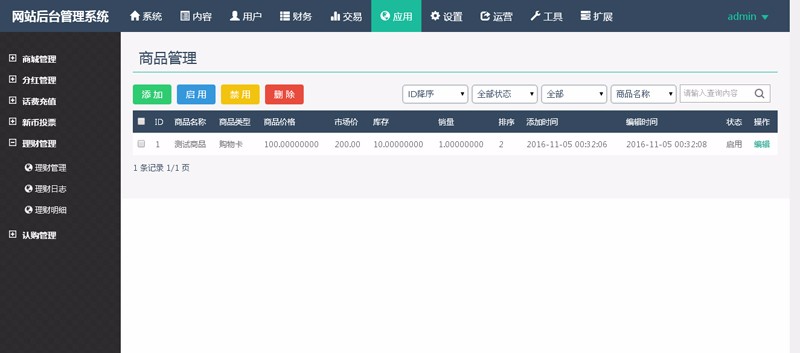 网站后台管理系统 系统 内容 用户 财务 交易 应用 设置 运营 工具 扩展 admin
商城管理
分红管理
话费充值
新币投票
理财管理
理财管理
理财日志
理财明细
认购管理
商品管理
添加 启用 禁用 删除 ID降序 全部状态 全部 商品名称 请输入查询内容
ID 商品名称 商品类型 商品价格 市场价 库存 销量 排序 添加时间 编辑时间 状态 操作
1 测试商品 购物卡 100.00000000 200.00 10.00000000 1.00000000 2 2016-11-05 00:32:06 2016-11-05 00:32:08 启用 编辑
1 条记录 1/1 页